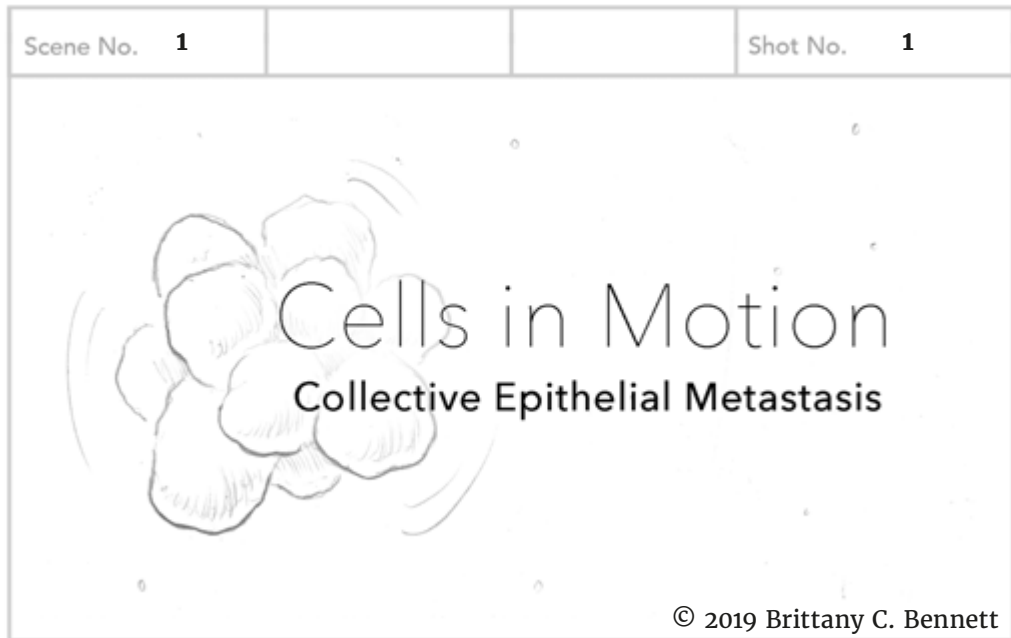 Scene No. 1 Shot No. 1
Cells in Motion
Collective Epithelial Metastasis
© 2019 Brittany C. Bennett